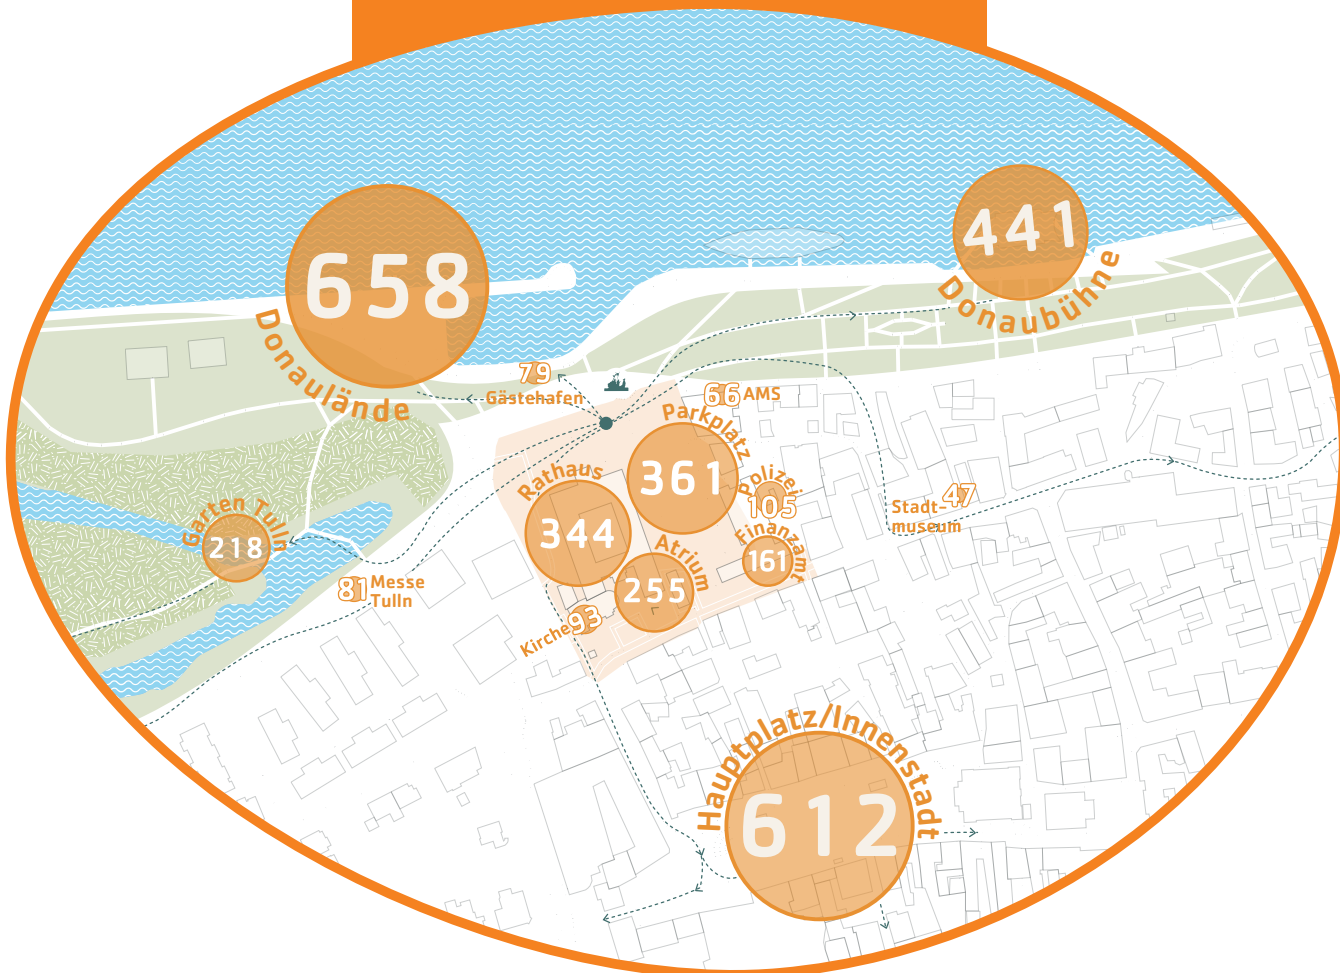 658
Donaulände
441
Donaubühne
79
Gästehafen
66 AMS
Parkplatz
361
Rathaus
344
Polizei
105
Finanzamt
161
Atrium
255
Stadt-
museum
47
Garten Tulln
218
81 Messe
Tulln
Kirche 93
Hauptplatz/Innenstadt
612